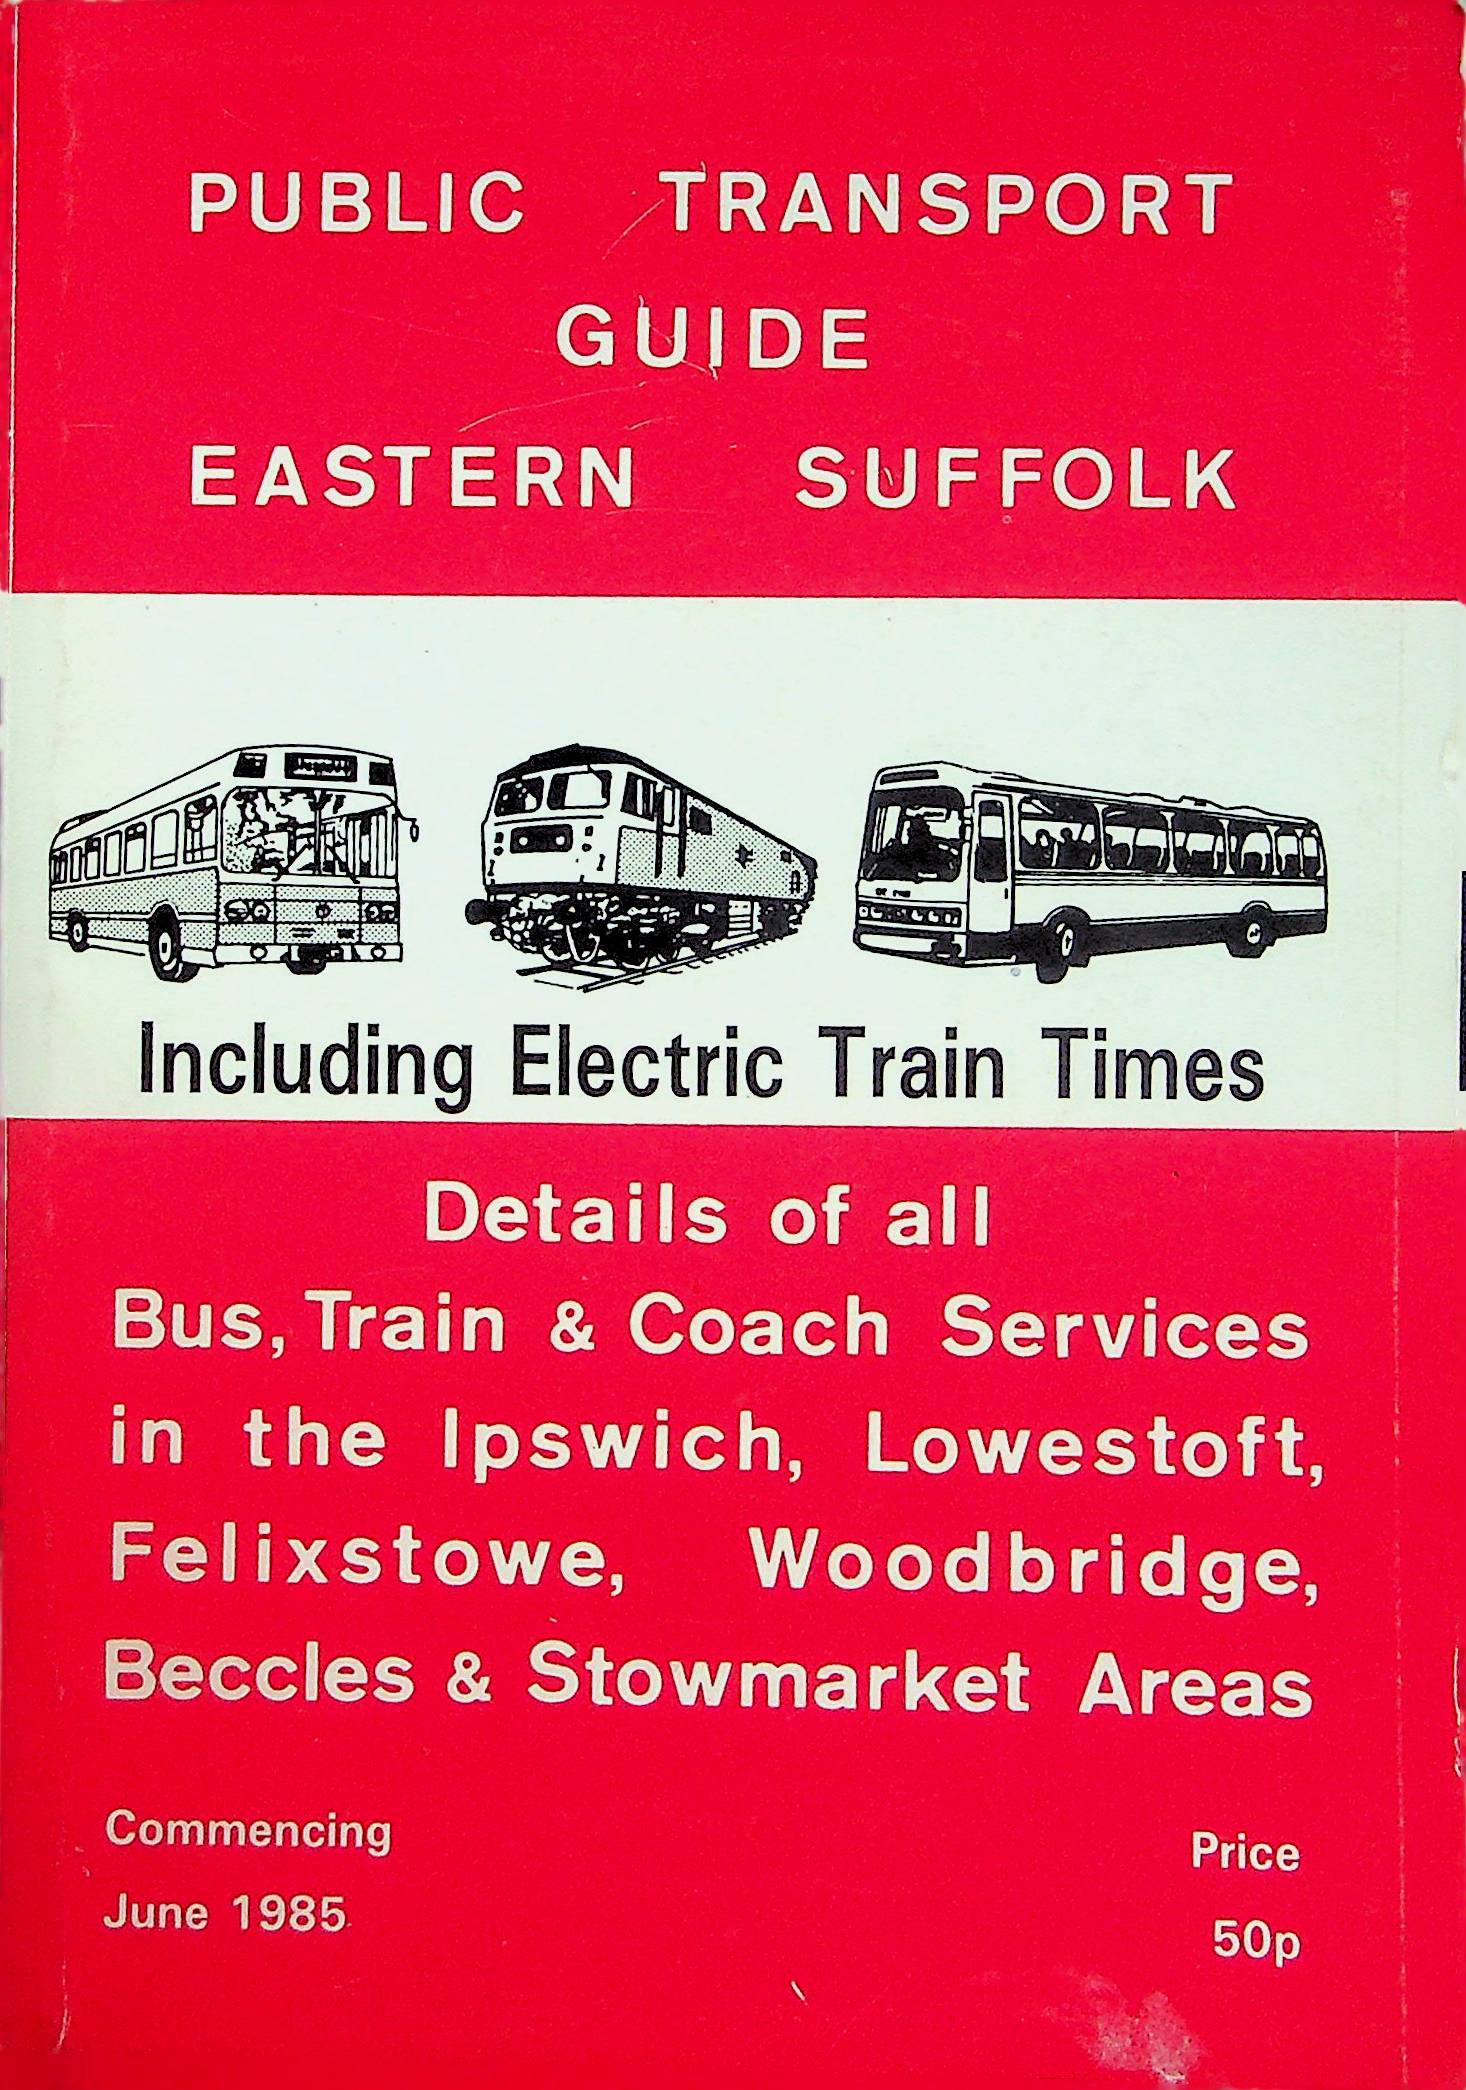 PUBLIC TRANSPORT
GUIDE
EASTERN SUFFOLK
Including Electric Train Times
Details of all
Bus, Train & Coach Services
in the Ipswich, Lowestoft,
Felixstowe, Woodbridge,
Beccles & Stowmarket Areas
Commencing
June 1985
Price
50p